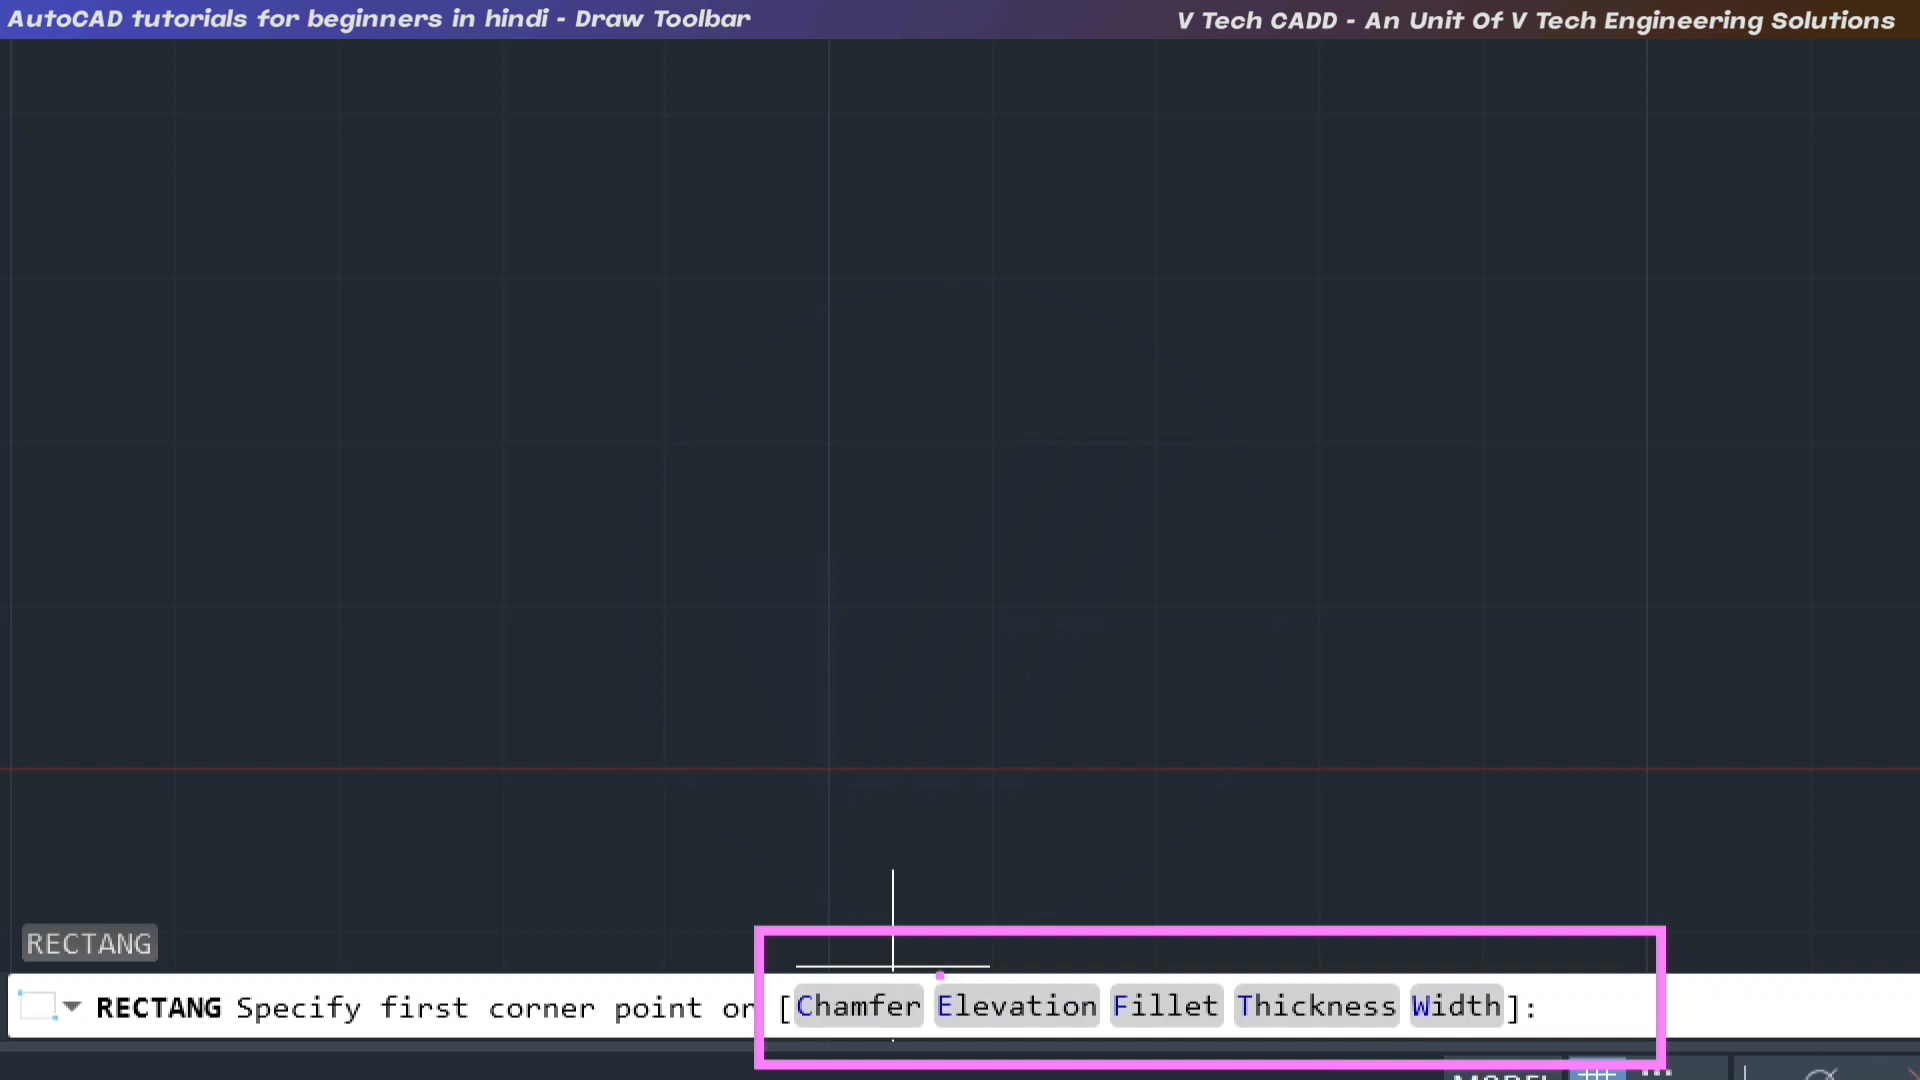 AutoCAD tutorials for beginners in hindi - Draw Toolbar
V Tech CADD - An Unit Of V Tech Engineering Solutions
RECTANG
RECTANG Specify first corner point or [Chamfer Elevation Fillet Thickness Width]:
MODEL